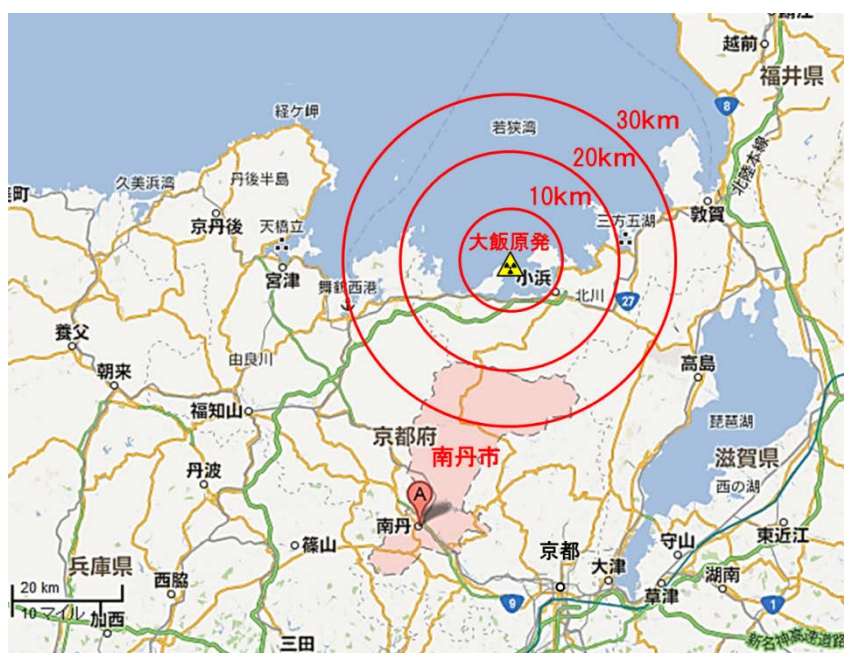 越前
福井県
8
経ケ岬
30km
若狭湾
北陸本線
20km
久美浜湾
丹後半島
10km
京丹後
天橋立
三方五湖
敦賀
大飯原発
宮津
小浜
舞鶴西港
北川
27
養父
由良川
高島
朝来
福知山
京都府
琵琶湖
南丹市
滋賀県
丹波
西の湖
A
南丹
東近江
篠山
京都
守山
兵庫県
大津
湖南
20 km
西脇
草津
9
1
10 マイル
加西
三田
新名神高速道路